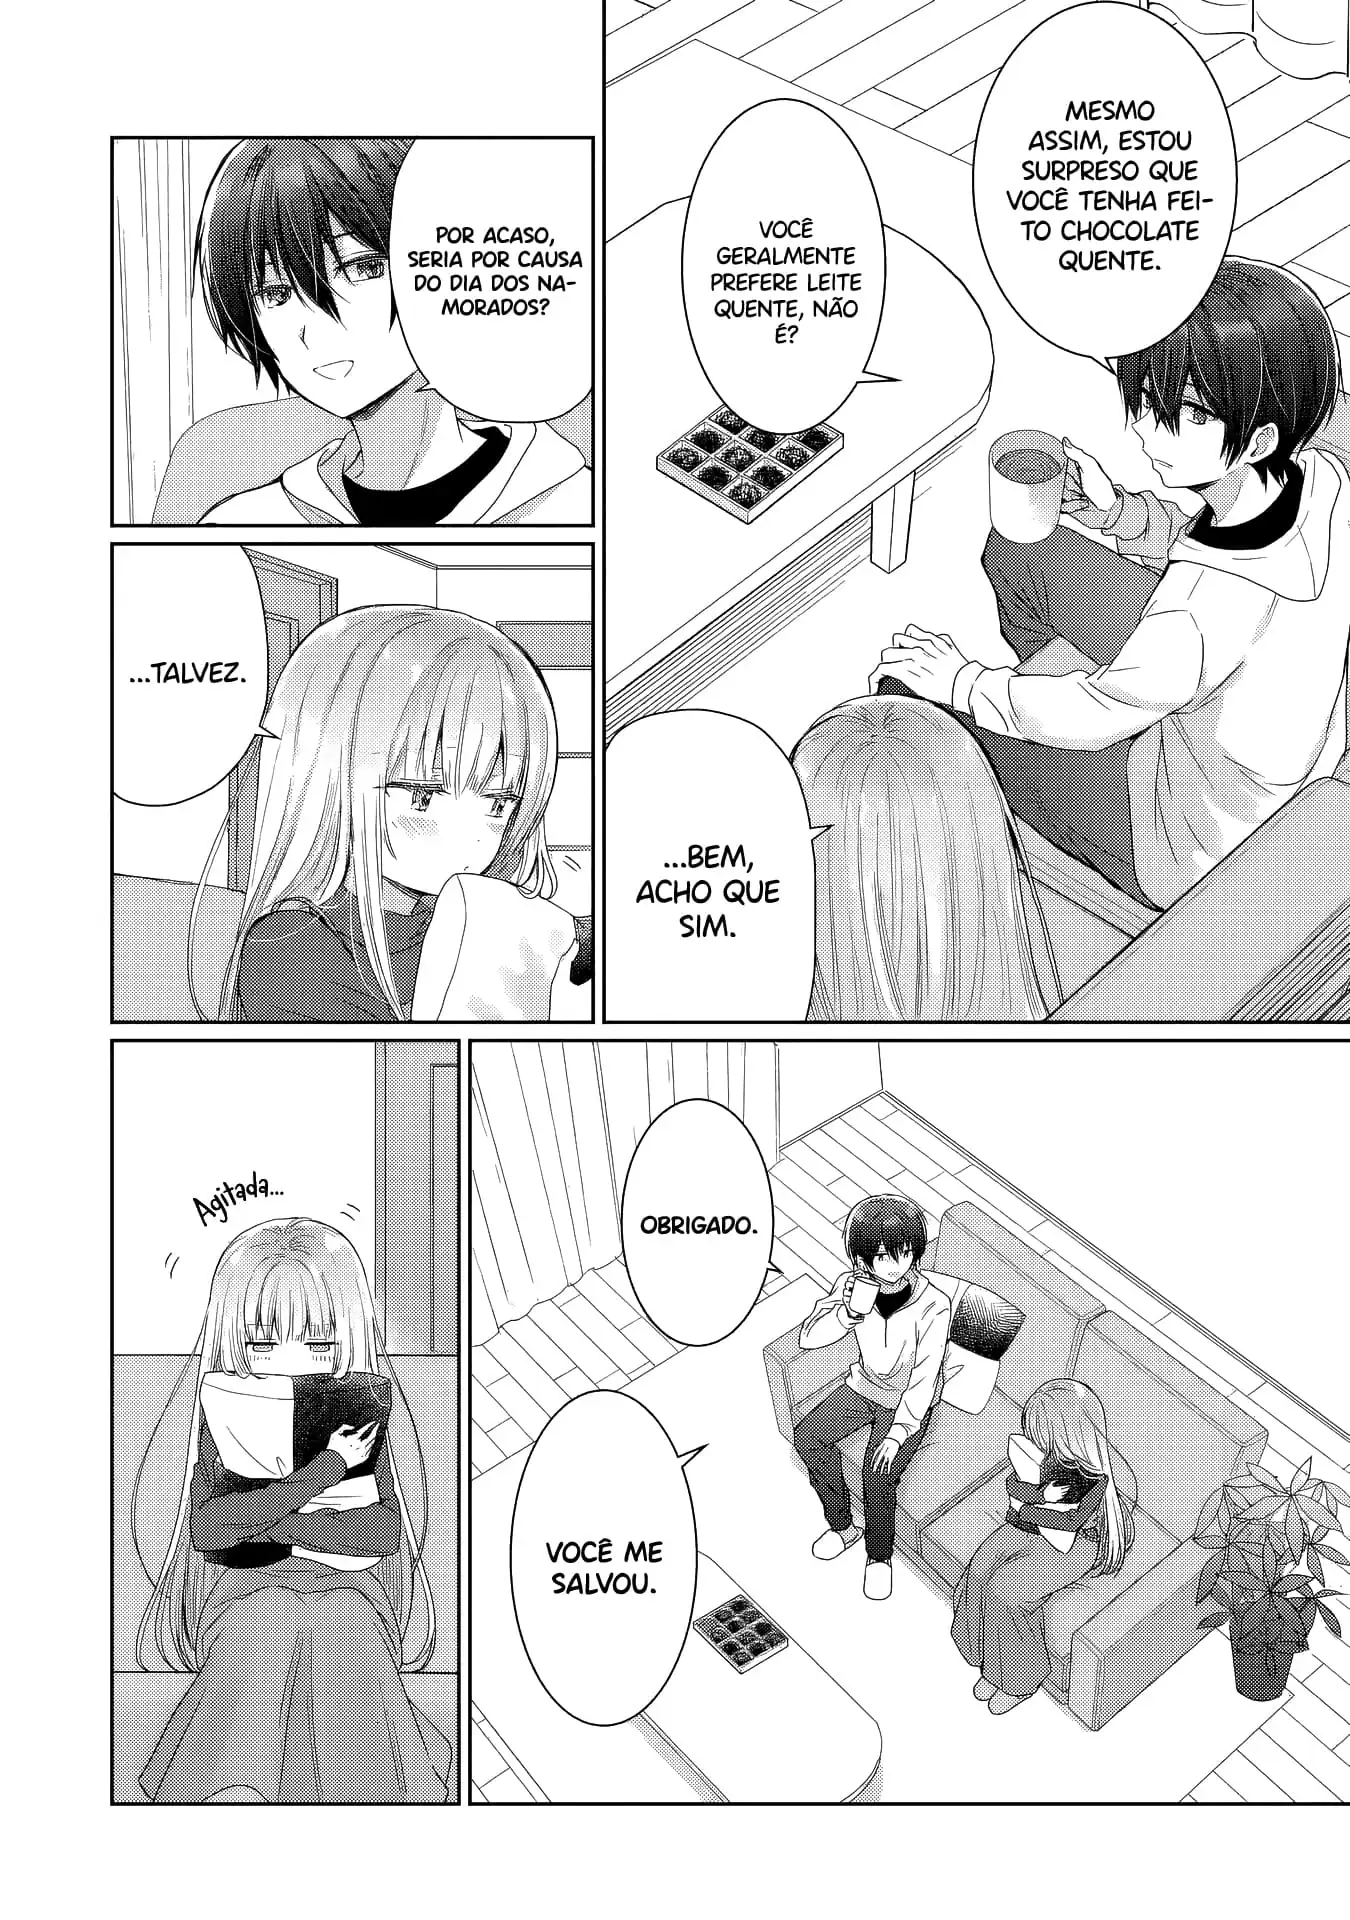 MESMO
ASSIM, ESTOU
SURPRESO QUE
VOCÊ TENHA FEI-
TO CHOCOLATE
QUENTE.
VOCÊ
GERALMENTE
PREFERE LEITE
QUENTE, NÃO
É?
...BEM,
ACHO QUE
SIM.
POR ACASO,
SERIA POR CAUSA
DO DIA DOS NA-
MORADOS?
...TALVEZ.
OBRIGADO.
VOCÊ ME
SALVOU.
Agitada...